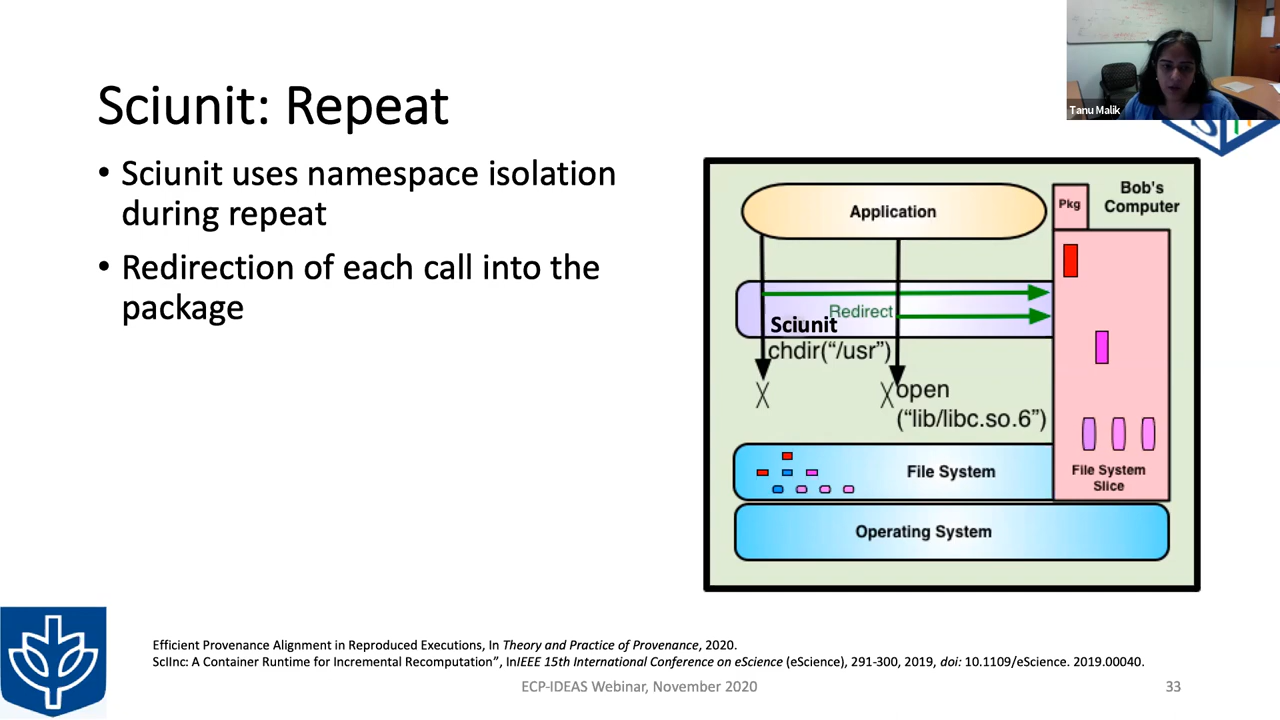 Tanu Malik
Sciunit: Repeat
• Sciunit uses namespace isolation
during repeat
• Redirection of each call into the
package
Application
Pkg
Bob's
Computer
Redirect
Sciunit
chdir(“/usr”)
X
X
open
(“lib/libc.so.6”)
File System
File System
Slice
Operating System
Efficient Provenance Alignment in Reproduced Executions, In Theory and Practice of Provenance, 2020.
SciInc: A Container Runtime for Incremental Recomputation”, InIEEE 15th International Conference on eScience (eScience), 291-300, 2019, doi: 10.1109/eScience. 2019.00040.
ECP-IDEAS Webinar, November 2020
33